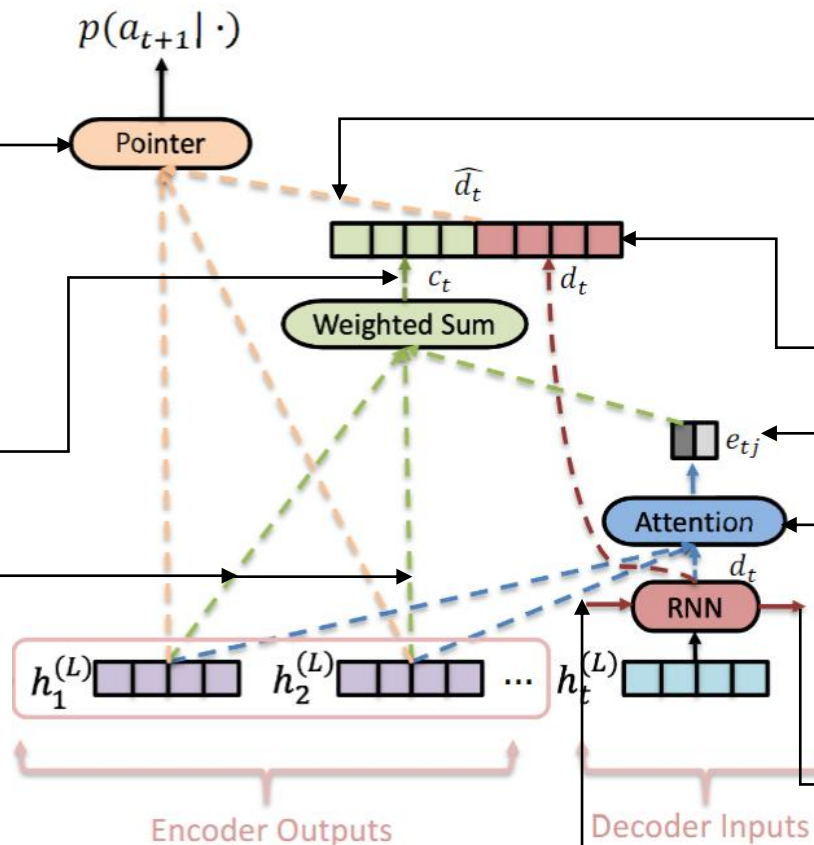 p(a_{t+1} | ·)
Pointer
\widehat{d_t}
c_t
d_t
Weighted Sum
e_{tj}
Attention
d_t
RNN
h_1^{(L)}
h_2^{(L)}
...
h_t^{(L)}
Encoder Outputs
Decoder Inputs